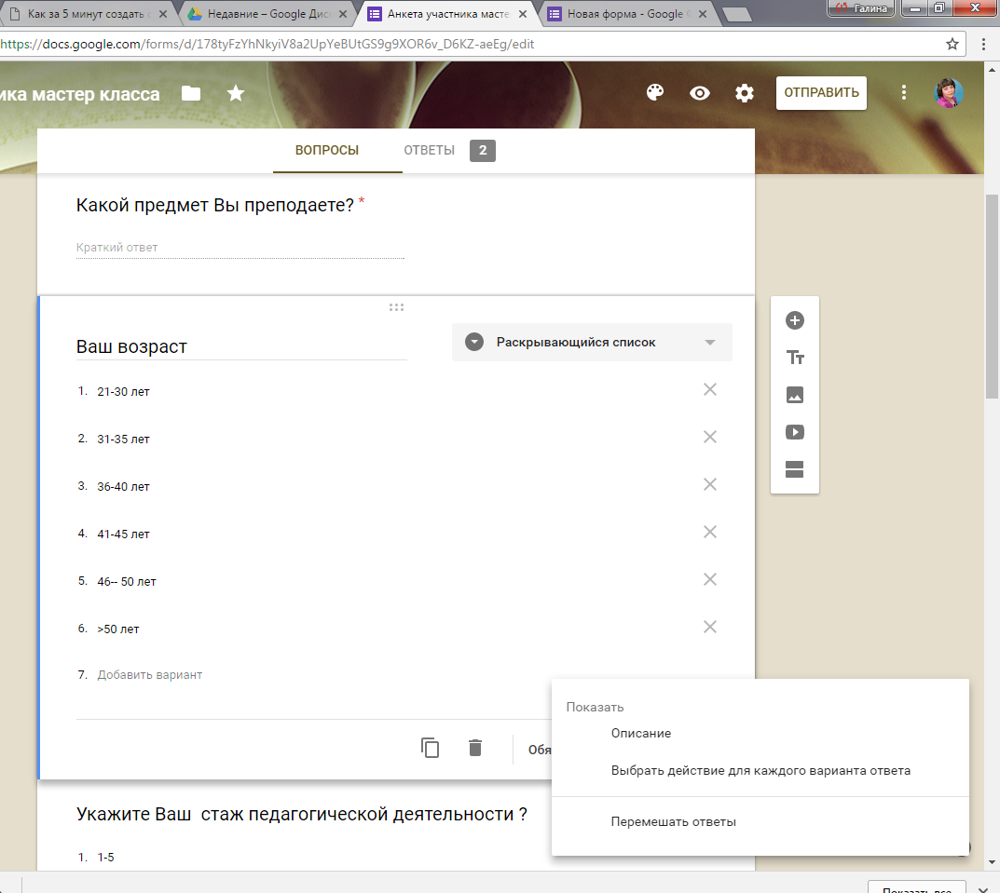 Как за 5 минут создать с
Недавние – Google Дис
Анкета участника масте
Новая форма - Google
Галина
https://docs.google.com/forms/d/178tyFzYhNkyiV8a2UpYeBUtGS9g9XOR6v_D6KZ-aeEg/edit
ика мастер класса
ОТПРАВИТЬ
ВОПРОСЫ
ОТВЕТЫ 2
Какой предмет Вы преподаете? *
Краткий ответ
Ваш возраст
Раскрывающийся список
Tт
1. 21-30 лет
2. 31-35 лет
3. 36-40 лет
4. 41-45 лет
5. 46-- 50 лет
6. >50 лет
7. Добавить вариант
Показать
Описание
Обя
Выбрать действие для каждого варианта ответа
Перемешать ответы
Укажите Ваш  стаж педагогической деятельности ?
1. 1-5
Показать все